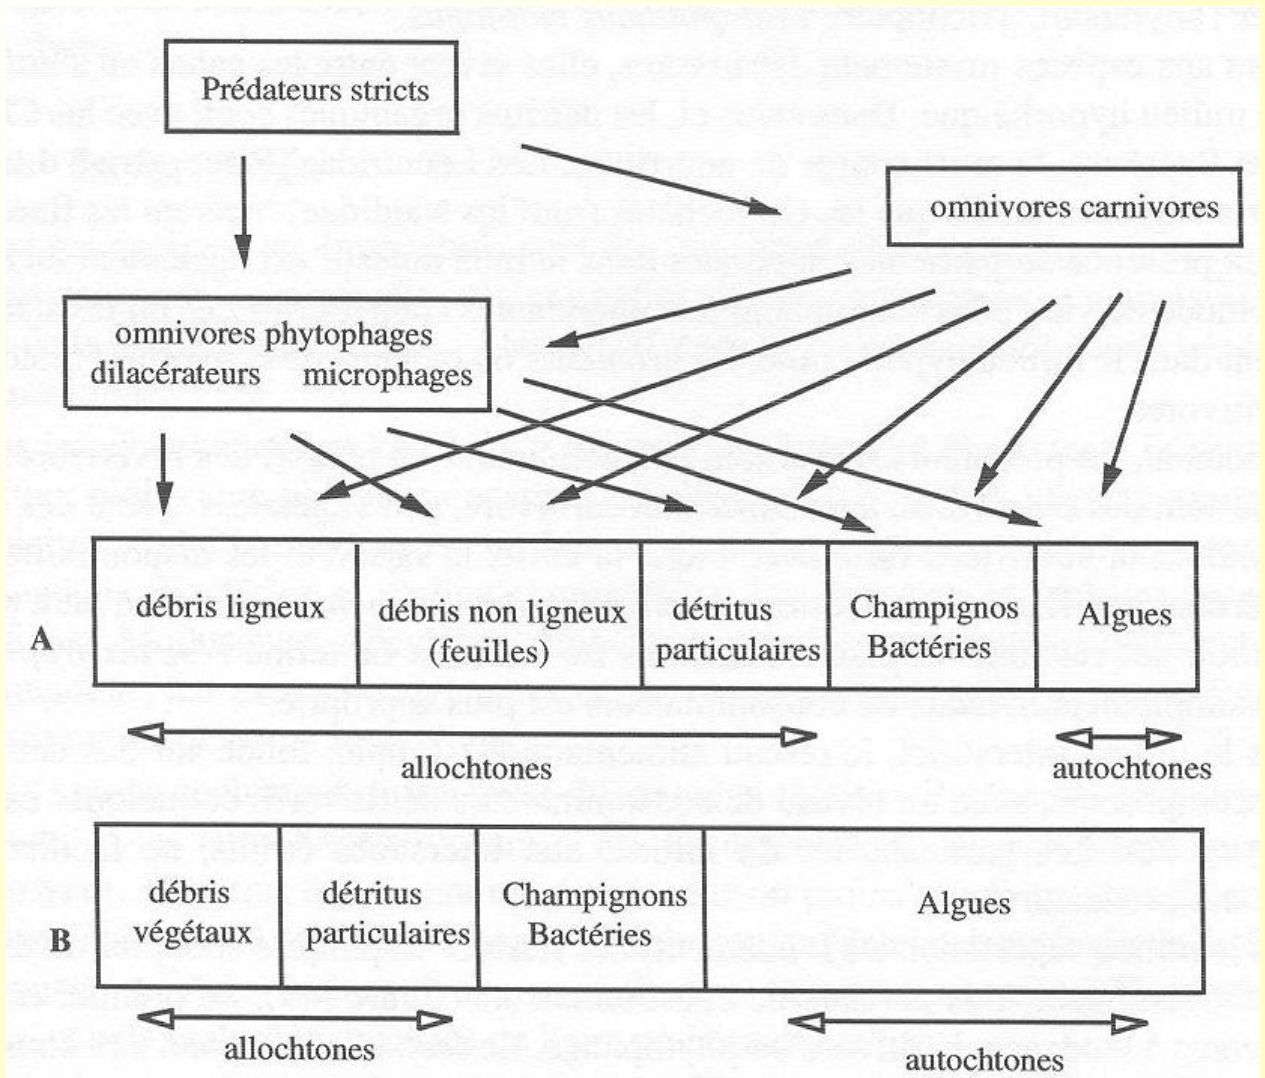 Prédateurs stricts
omnivores carnivores
omnivores phytophages
dilacérateurs microphages
A
débris ligneux
débris non ligneux
(feuilles)
détritus
particulaires
Champignos
Bactéries
Algues
allochtones
autochtones
B
débris
végétaux
détritus
particulaires
Champignons
Bactéries
Algues
allochtones
autochtones